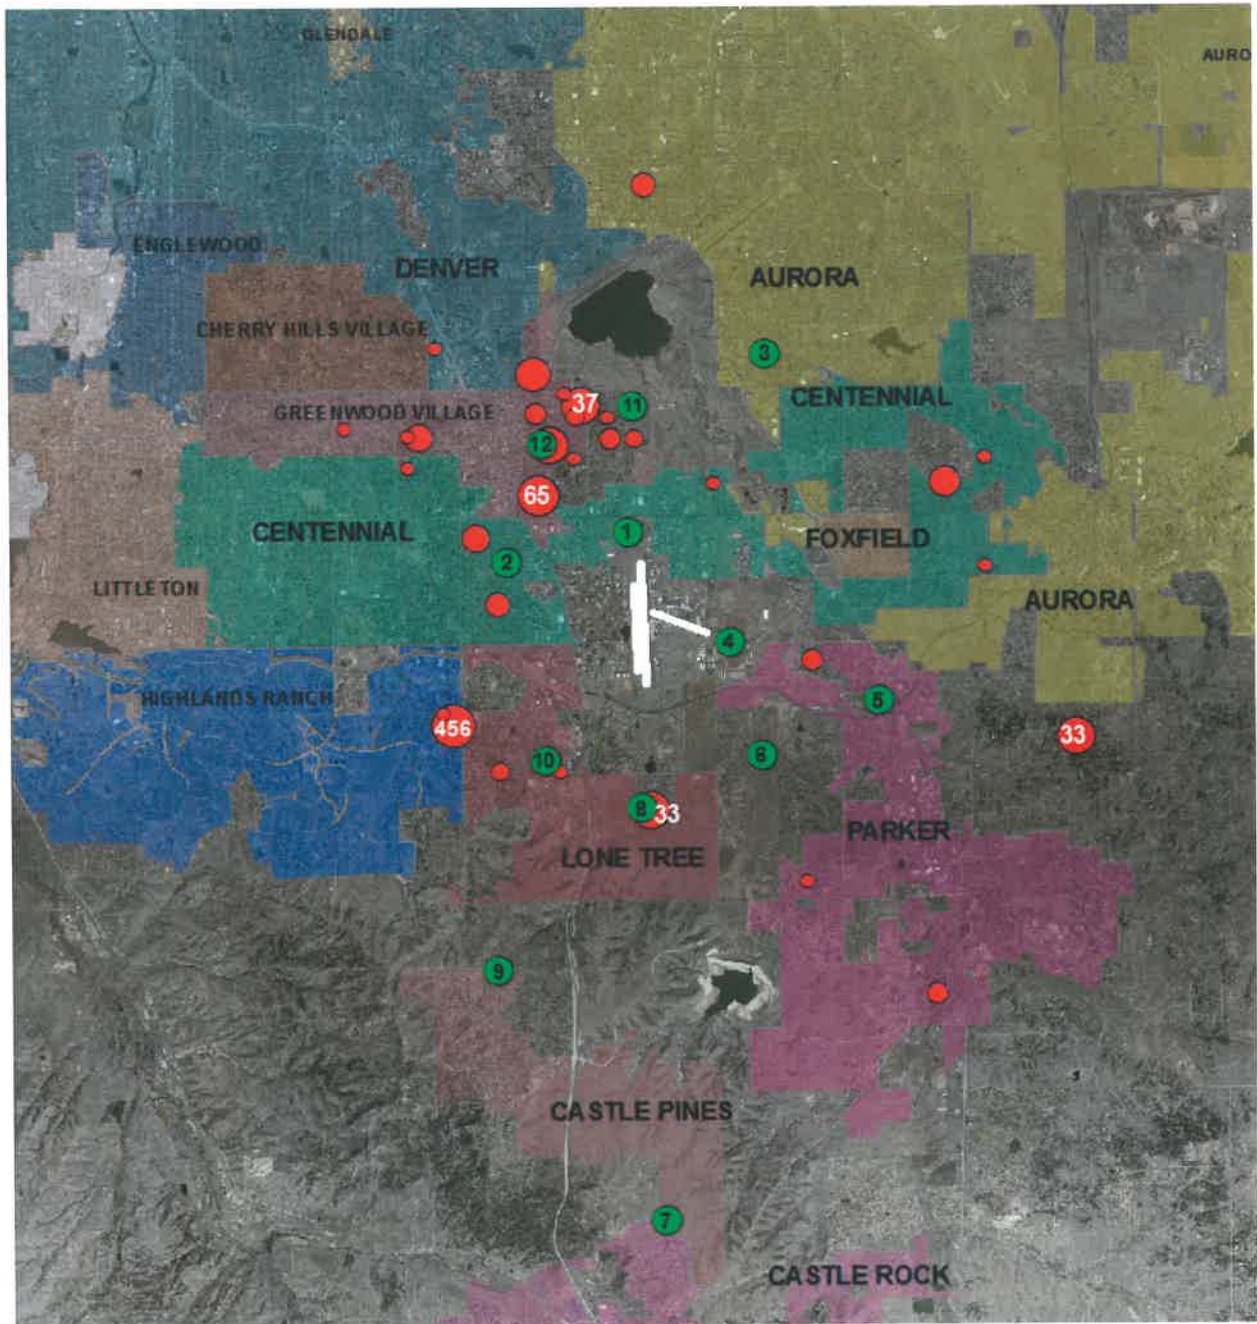 GLENDALE
AURO
ENGLEWOOD
DENVER
AURORA
CHERRY HILLS VILLAGE
3
GREENWOOD VILLAGE
37
11
CENTENNIAL
12
65
CENTENNIAL
1
FOXFIELD
2
LITTLETON
AURORA
4
HIGHLANDS RANCH
5
456
33
10
6
8
33
PARKER
LONE TREE
9
CASTLE PINES
7
CASTLE ROCK